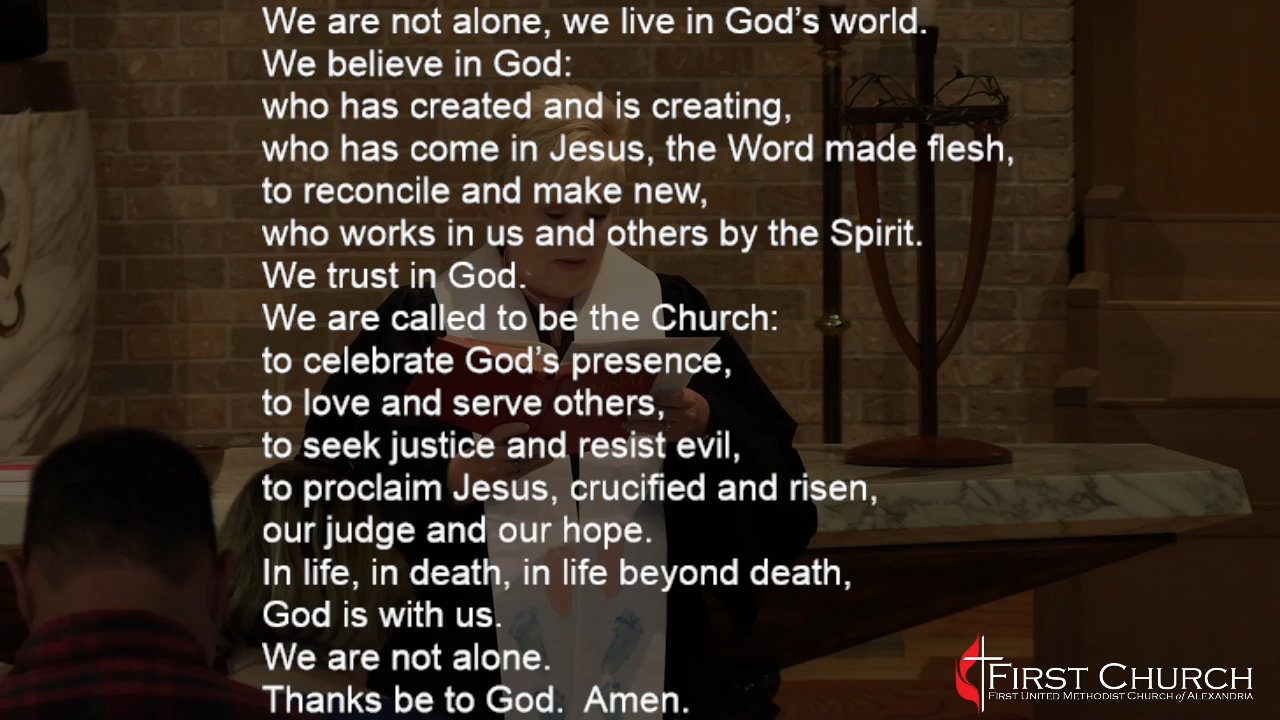 We are not alone, we live in God’s world.
We believe in God:
who has created and is creating,
who has come in Jesus, the Word made flesh,
to reconcile and make new,
who works in us and others by the Spirit.
We trust in God.
We are called to be the Church:
to celebrate God’s presence,
to love and serve others,
to seek justice and resist evil,
to proclaim Jesus, crucified and risen,
our judge and our hope.
In life, in death, in life beyond death,
God is with us.
We are not alone.
Thanks be to God.  Amen.
FIRST CHURCH
FIRST UNITED METHODIST CHURCH of ALEXANDRIA